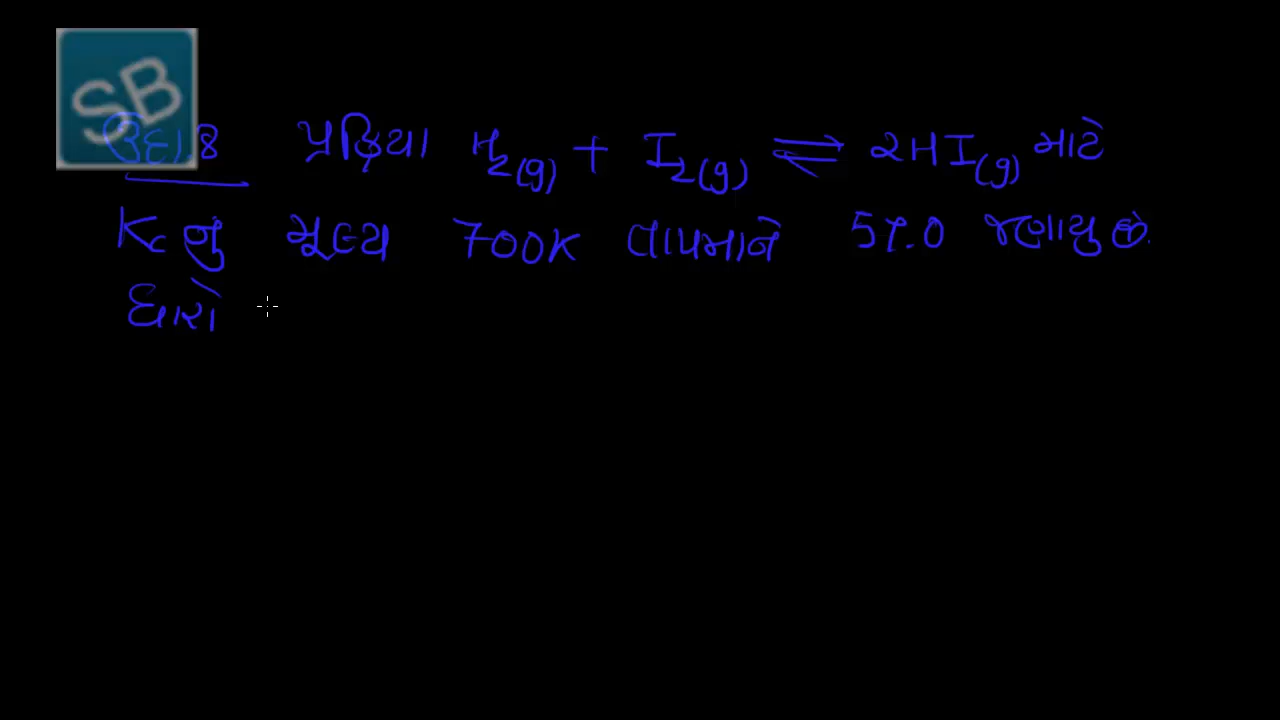 SB
ઉદા.8 પ્રક્રિયા H₂(g) + I₂(g) ⇌ 2HI(g) માટે
Kc નું મૂલ્ય 700K તાપમાને 57.0 જણાયુ છે.
ધારો